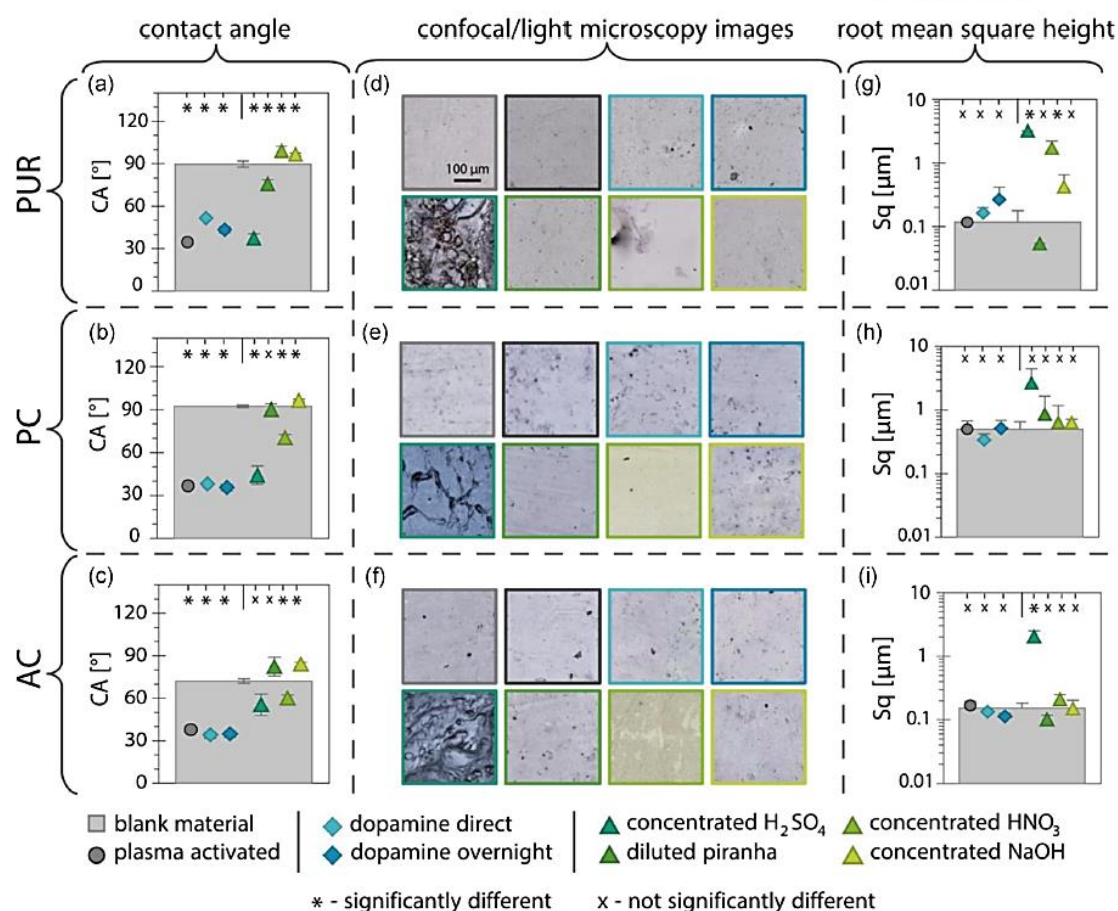 contact angle confocal/light microscopy images root mean square height
PUR
(a)
* * * * * * *
CA [°]
120
90
60
30
0
(d)
100 µm
(g)
x x x * x * x
Sq [µm]
10
1
0.1
0.01
PC
(b)
* * * * x * *
CA [°]
120
90
60
30
0
(e)
(h)
x x x x x x x
Sq [µm]
10
1
0.1
0.01
AC
(c)
* * * x x * *
CA [°]
120
90
60
30
0
(f)
(i)
x x x * x x x
Sq [µm]
10
1
0.1
0.01
blank material dopamine direct concentrated H₂SO₄ concentrated HNO₃
plasma activated dopamine overnight diluted piranha concentrated NaOH
* - significantly different x - not significantly different